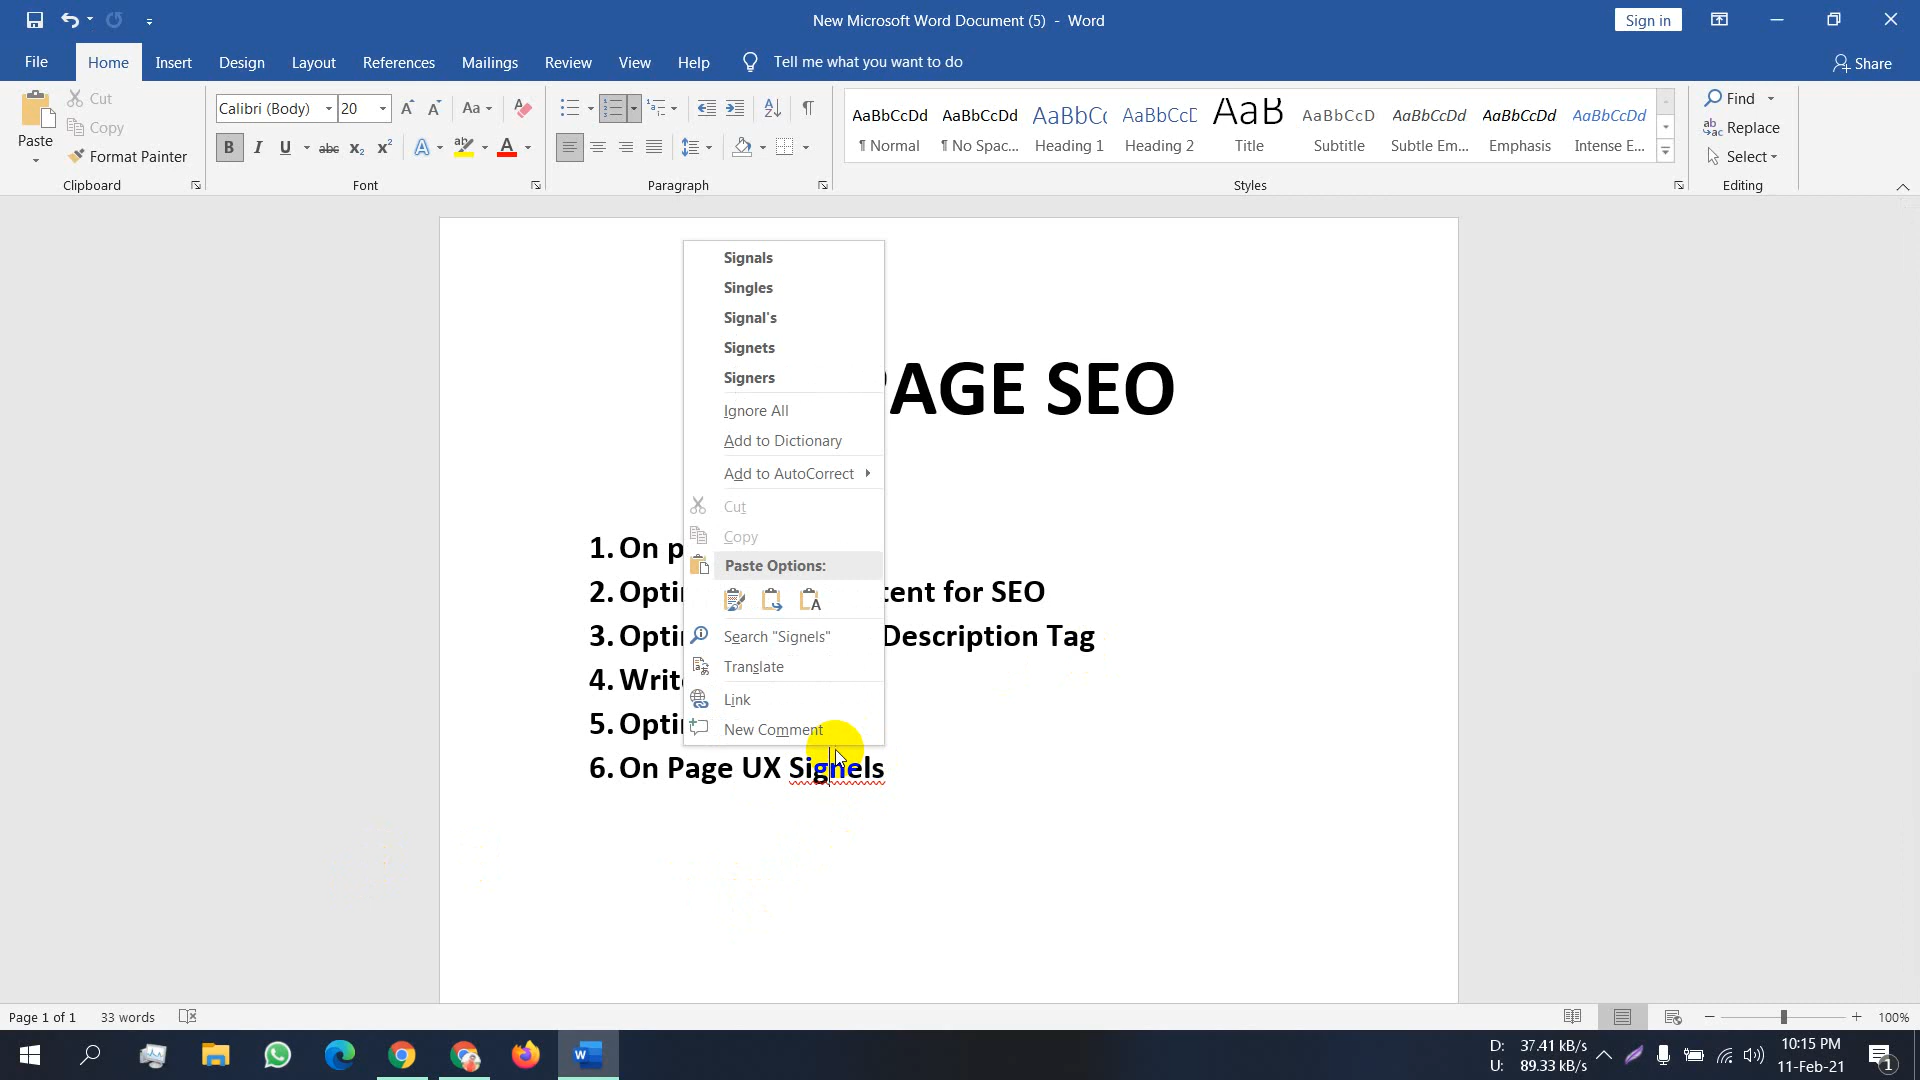 New Microsoft Word Document (5) - Word
Sign in
File Home Insert Design Layout References Mailings Review View Help Tell me what you want to do Share
Paste Cut Copy Format Painter Clipboard
Calibri (Body) 20 Aa Font
Paragraph
AaBbCcDd AaBbCcDd AaBbCc AaBbCcD AaB AaBbCcD AaBbCcDd AaBbCcDd AaBbCcDd
¶ Normal ¶ No Spac... Heading 1 Heading 2 Title Subtitle Subtle Em... Emphasis Intense E...
Styles
Find Replace Select Editing
Signals
Singles
Signal's
Signets
Signers
Ignore All
Add to Dictionary
Add to AutoCorrect
Cut
Copy
Paste Options:
Search "Signels"
Translate
Link
New Comment
AGE SEO
1. On p
2. Opti tent for SEO
3. Opti Description Tag
4. Write
5. Opti
6. On Page UX Signels
Page 1 of 1 33 words 100%
D: 37.41 kB/s
U: 89.33 kB/s
10:15 PM
11-Feb-21
1